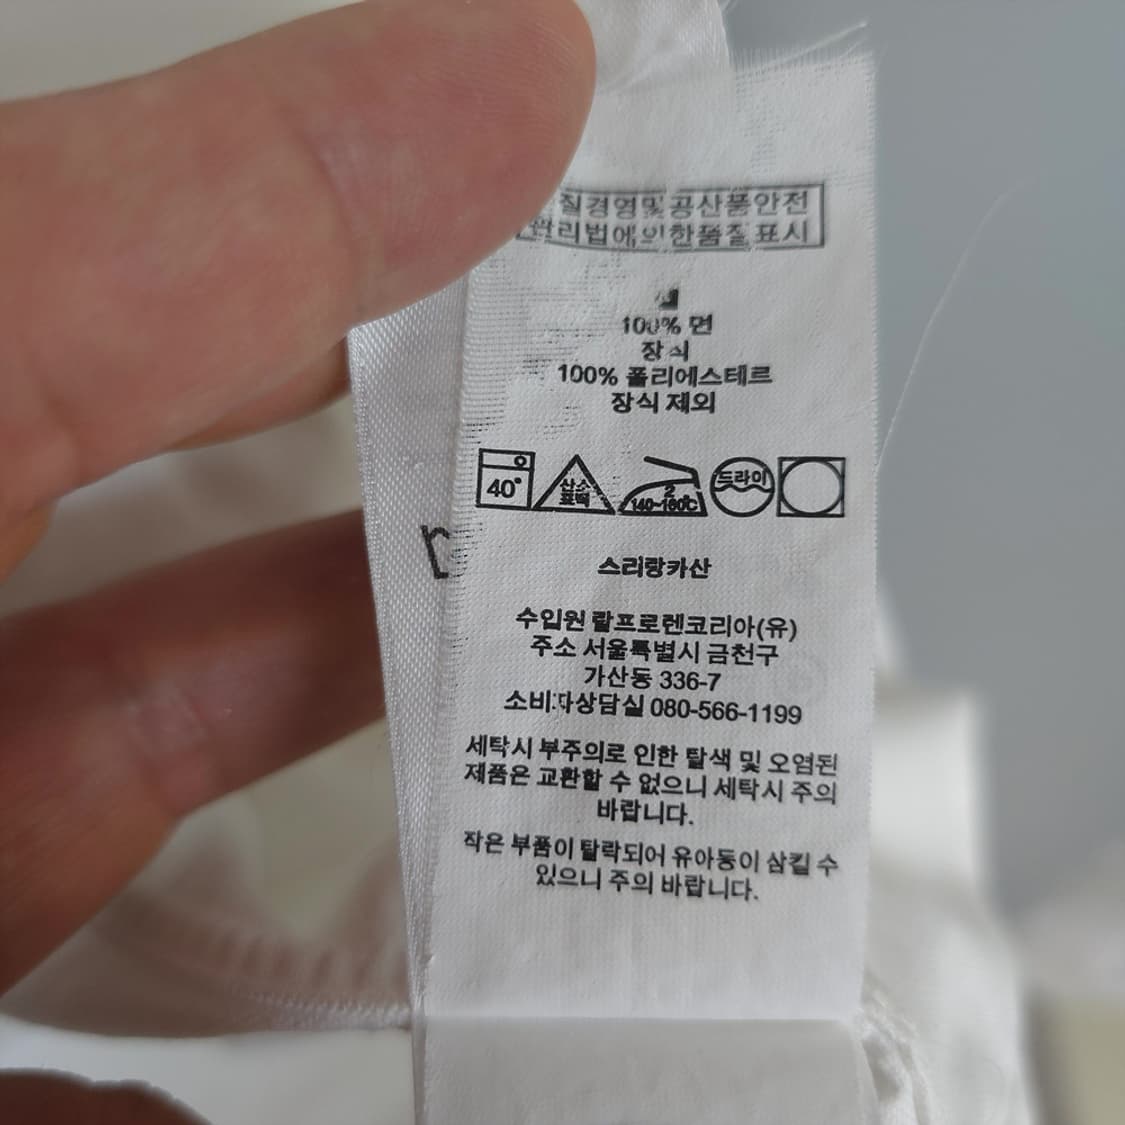 질경영및공산품안전
관리법에의한품질표시
100% 면
장식
100% 폴리에스테르
장식 제외
40°
산소
표백
2
140~160℃
드라이
스리랑카산
수입원 랄프로렌코리아(유)
주소 서울특별시 금천구
가산동 336-7
소비자상담실 080-566-1199
세탁시 부주의로 인한 탈색 및 오염된
제품은 교환할 수 없으니 세탁시 주의
바랍니다.
작은 부품이 탈락되어 유아동이 삼킬 수
있으니 주의 바랍니다.